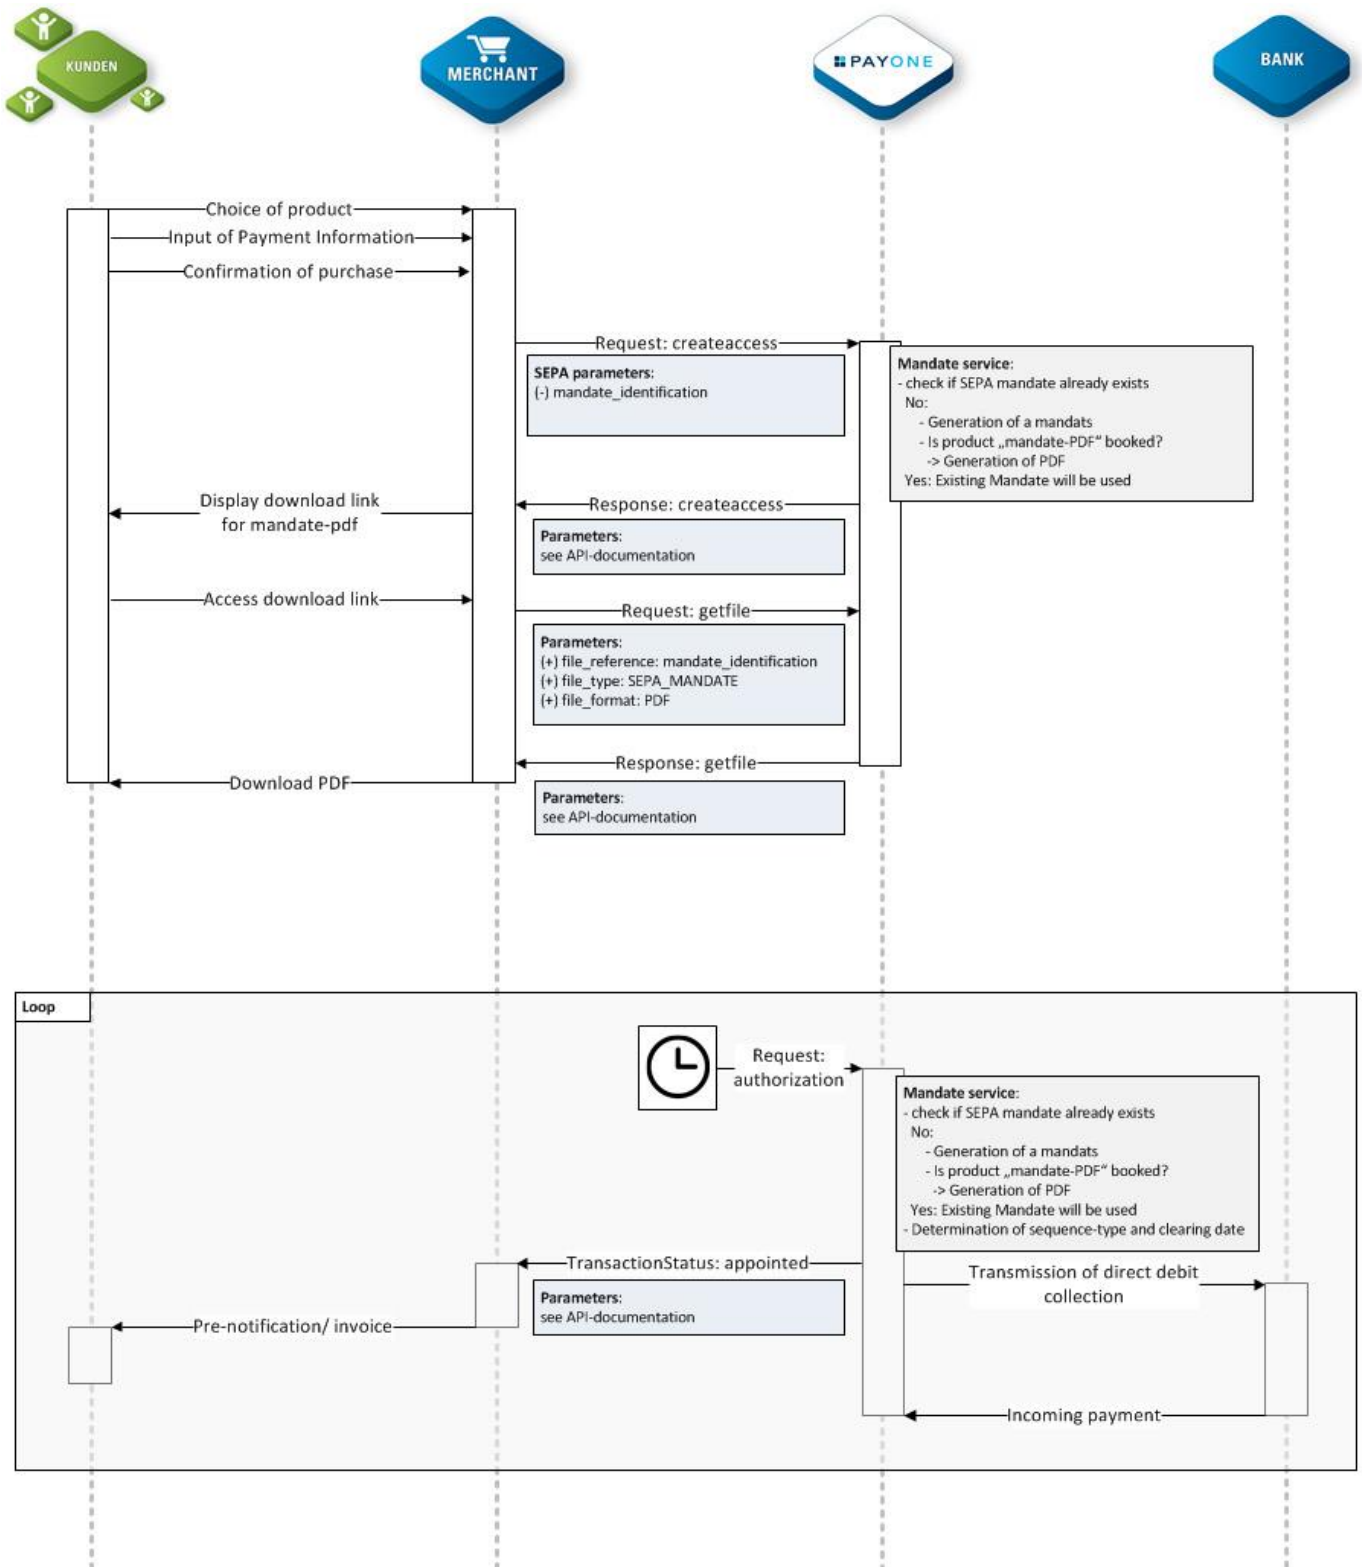 KUNDEN
MERCHANT
PAYONE
BANK
Choice of product
Input of Payment Information
Confirmation of purchase
Request: createaccess
SEPA parameters:
(-) mandate_identification
Mandate service:
- check if SEPA mandate already exists
No:
- Generation of a mandats
- Is product „mandate-PDF“ booked?
-> Generation of PDF
Yes: Existing Mandate will be used
Display download link
for mandate-pdf
Response: createaccess
Parameters:
see API-documentation
Access download link
Request: getfile
Parameters:
(+) file_reference: mandate_identification
(+) file_type: SEPA_MANDATE
(+) file_format: PDF
Response: getfile
Download PDF
Parameters:
see API-documentation
Loop
Request:
authorization
Mandate service:
- check if SEPA mandate already exists
No:
- Generation of a mandats
- Is product „mandate-PDF“ booked?
-> Generation of PDF
Yes: Existing Mandate will be used
- Determination of sequence-type and clearing date
TransactionStatus: appointed
Transmission of direct debit
collection
Parameters:
see API-documentation
Pre-notification/ invoice
Incoming payment